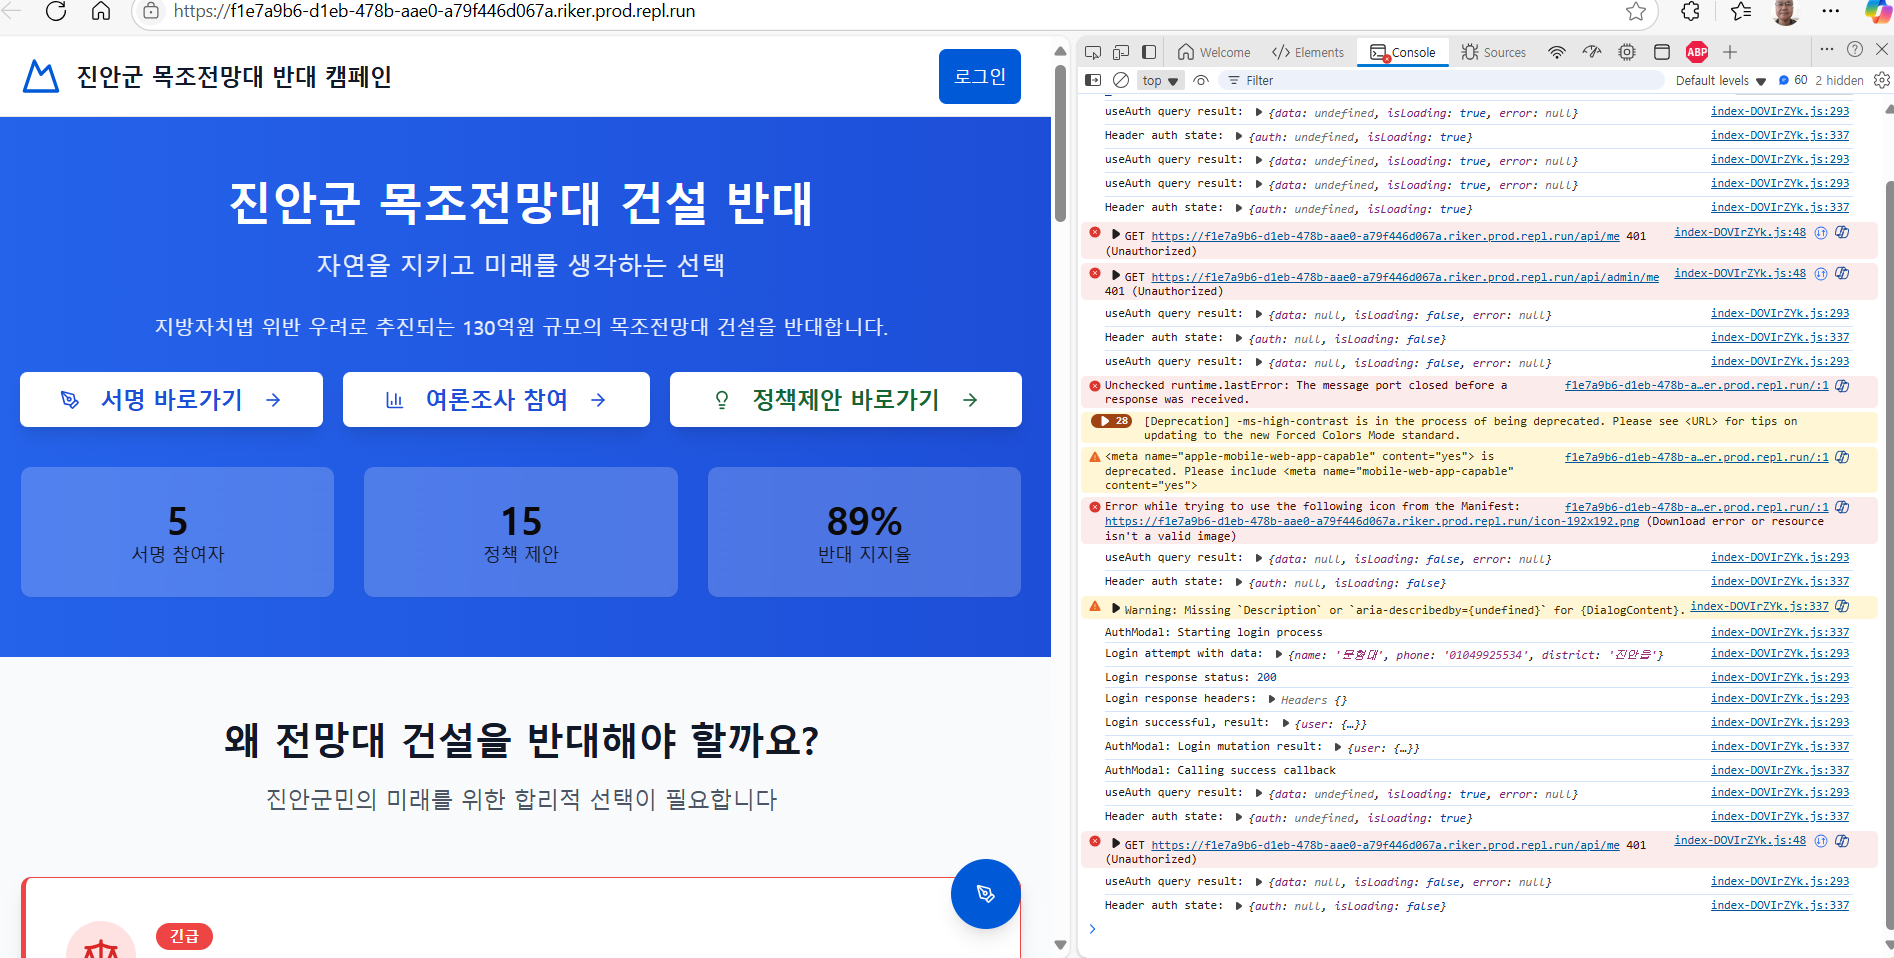 https://f1e7a9b6-d1eb-478b-aae0-a79f446d067a.riker.prod.repl.run
진안군 목조전망대 반대 캠페인
로그인
진안군 목조전망대 건설 반대
자연을 지키고 미래를 생각하는 선택
지방자치법 위반 우려로 추진되는 130억원 규모의 목조전망대 건설을 반대합니다.
서명 바로가기 →
여론조사 참여 →
정책제안 바로가기 →
5
서명 참여자
15
정책 제안
89%
반대 지지율
왜 전망대 건설을 반대해야 할까요?
진안군민의 미래를 위한 합리적 선택이 필요합니다
긴급
Welcome
Elements
Console
Sources
ABP
top
Filter
Default levels
60
2 hidden
useAuth query result: {data: undefined, isLoading: true, error: null} index-DOVIrZYk.js:293
Header auth state: {auth: undefined, isLoading: true} index-DOVIrZYk.js:337
useAuth query result: {data: undefined, isLoading: true, error: null} index-DOVIrZYk.js:293
useAuth query result: {data: undefined, isLoading: true, error: null} index-DOVIrZYk.js:293
Header auth state: {auth: undefined, isLoading: true} index-DOVIrZYk.js:337
GET https://f1e7a9b6-d1eb-478b-aae0-a79f446d067a.riker.prod.repl.run/api/me 401 index-DOVIrZYk.js:48
(Unauthorized)
GET https://f1e7a9b6-d1eb-478b-aae0-a79f446d067a.riker.prod.repl.run/api/admin/me index-DOVIrZYk.js:48
401 (Unauthorized)
useAuth query result: {data: null, isLoading: false, error: null} index-DOVIrZYk.js:293
Header auth state: {auth: null, isLoading: false} index-DOVIrZYk.js:337
useAuth query result: {data: null, isLoading: false, error: null} index-DOVIrZYk.js:293
Unchecked runtime.lastError: The message port closed before a f1e7a9b6-d1eb-478b-a…er.prod.repl.run/:1
response was received.
28 [Deprecation] -ms-high-contrast is in the process of being deprecated. Please see <URL> for tips on
updating to the new Forced Colors Mode standard.
<meta name="apple-mobile-web-app-capable" content="yes"> is f1e7a9b6-d1eb-478b-a…er.prod.repl.run/:1
deprecated. Please include <meta name="mobile-web-app-capable"
content="yes">
Error while trying to use the following icon from the Manifest: f1e7a9b6-d1eb-478b-a…er.prod.repl.run/:1
https://f1e7a9b6-d1eb-478b-aae0-a79f446d067a.riker.prod.repl.run/icon-192x192.png (Download error or resource
isn't a valid image)
useAuth query result: {data: null, isLoading: false, error: null} index-DOVIrZYk.js:293
Header auth state: {auth: null, isLoading: false} index-DOVIrZYk.js:337
Warning: Missing `Description` or `aria-describedby={undefined}` for {DialogContent}. index-DOVIrZYk.js:337
AuthModal: Starting login process index-DOVIrZYk.js:337
Login attempt with data: {name: '문형대', phone: '01049925534', district: '진안읍'} index-DOVIrZYk.js:293
Login response status: 200 index-DOVIrZYk.js:293
Login response headers: Headers {} index-DOVIrZYk.js:293
Login successful, result: {user: {…}} index-DOVIrZYk.js:293
AuthModal: Login mutation result: {user: {…}} index-DOVIrZYk.js:337
AuthModal: Calling success callback index-DOVIrZYk.js:337
useAuth query result: {data: undefined, isLoading: true, error: null} index-DOVIrZYk.js:293
Header auth state: {auth: undefined, isLoading: true} index-DOVIrZYk.js:337
GET https://f1e7a9b6-d1eb-478b-aae0-a79f446d067a.riker.prod.repl.run/api/me 401 index-DOVIrZYk.js:48
(Unauthorized)
useAuth query result: {data: null, isLoading: false, error: null} index-DOVIrZYk.js:293
Header auth state: {auth: null, isLoading: false} index-DOVIrZYk.js:337